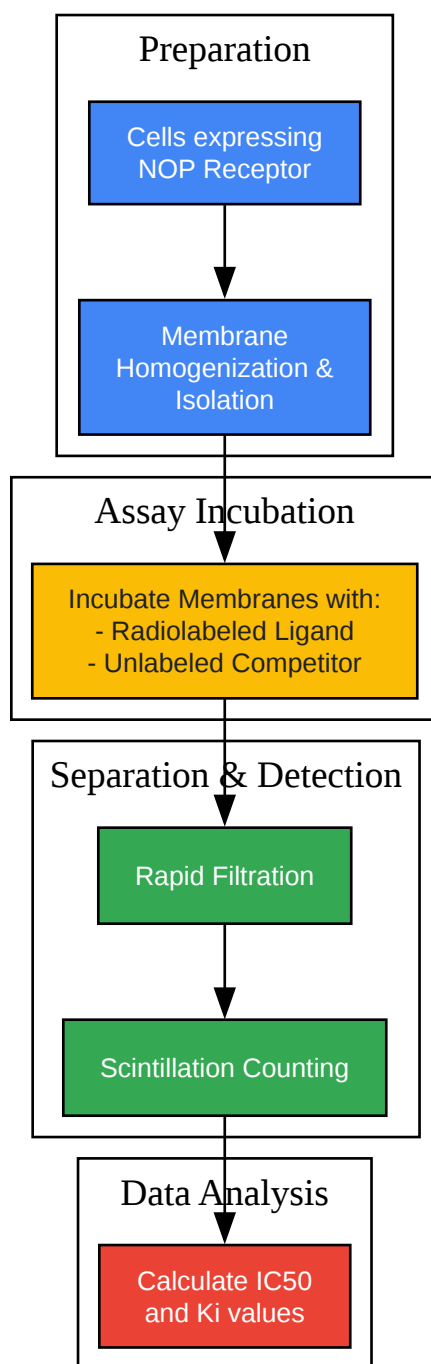 Preparation
Cells expressing
NOP Receptor
Membrane
Homogenization &
Isolation
Assay Incubation
Incubate Membranes with:
- Radiolabeled Ligand
- Unlabeled Competitor
Separation & Detection
Rapid Filtration
Scintillation Counting
Data Analysis
Calculate IC50
and Ki values